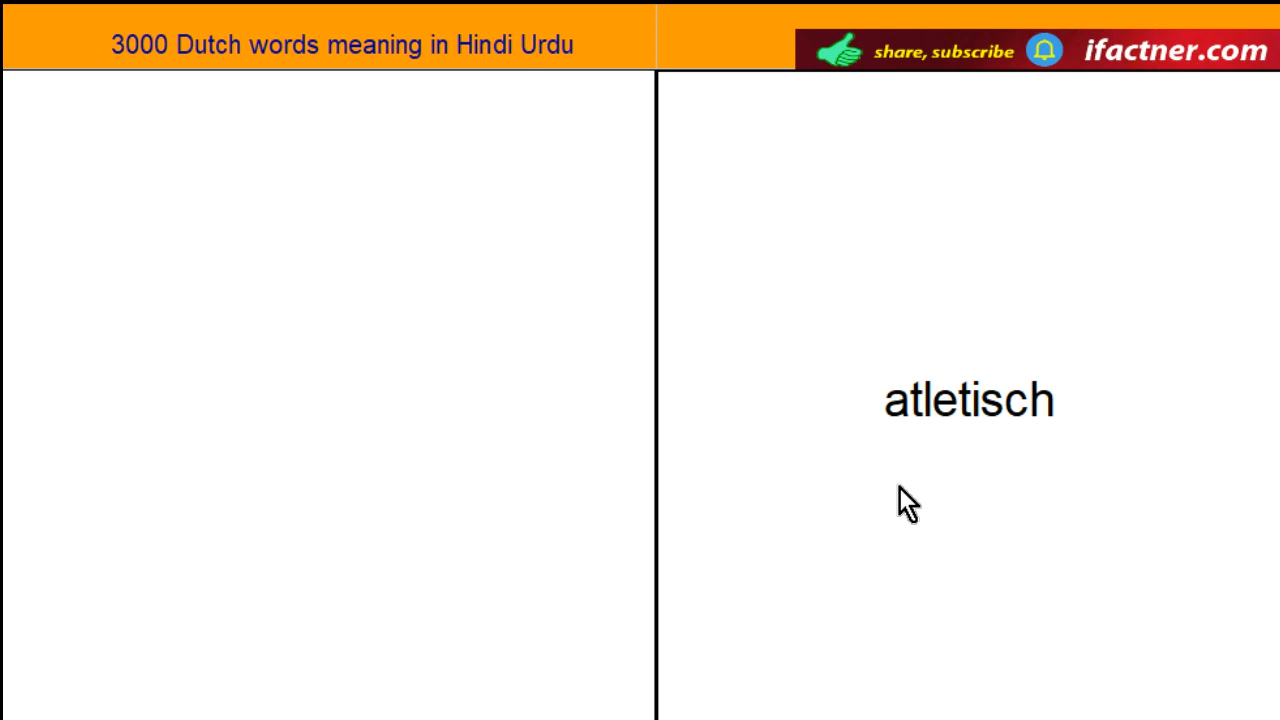 3000 Dutch words meaning in Hindi Urdu
share, subscribe
ifactner.com
atletisch